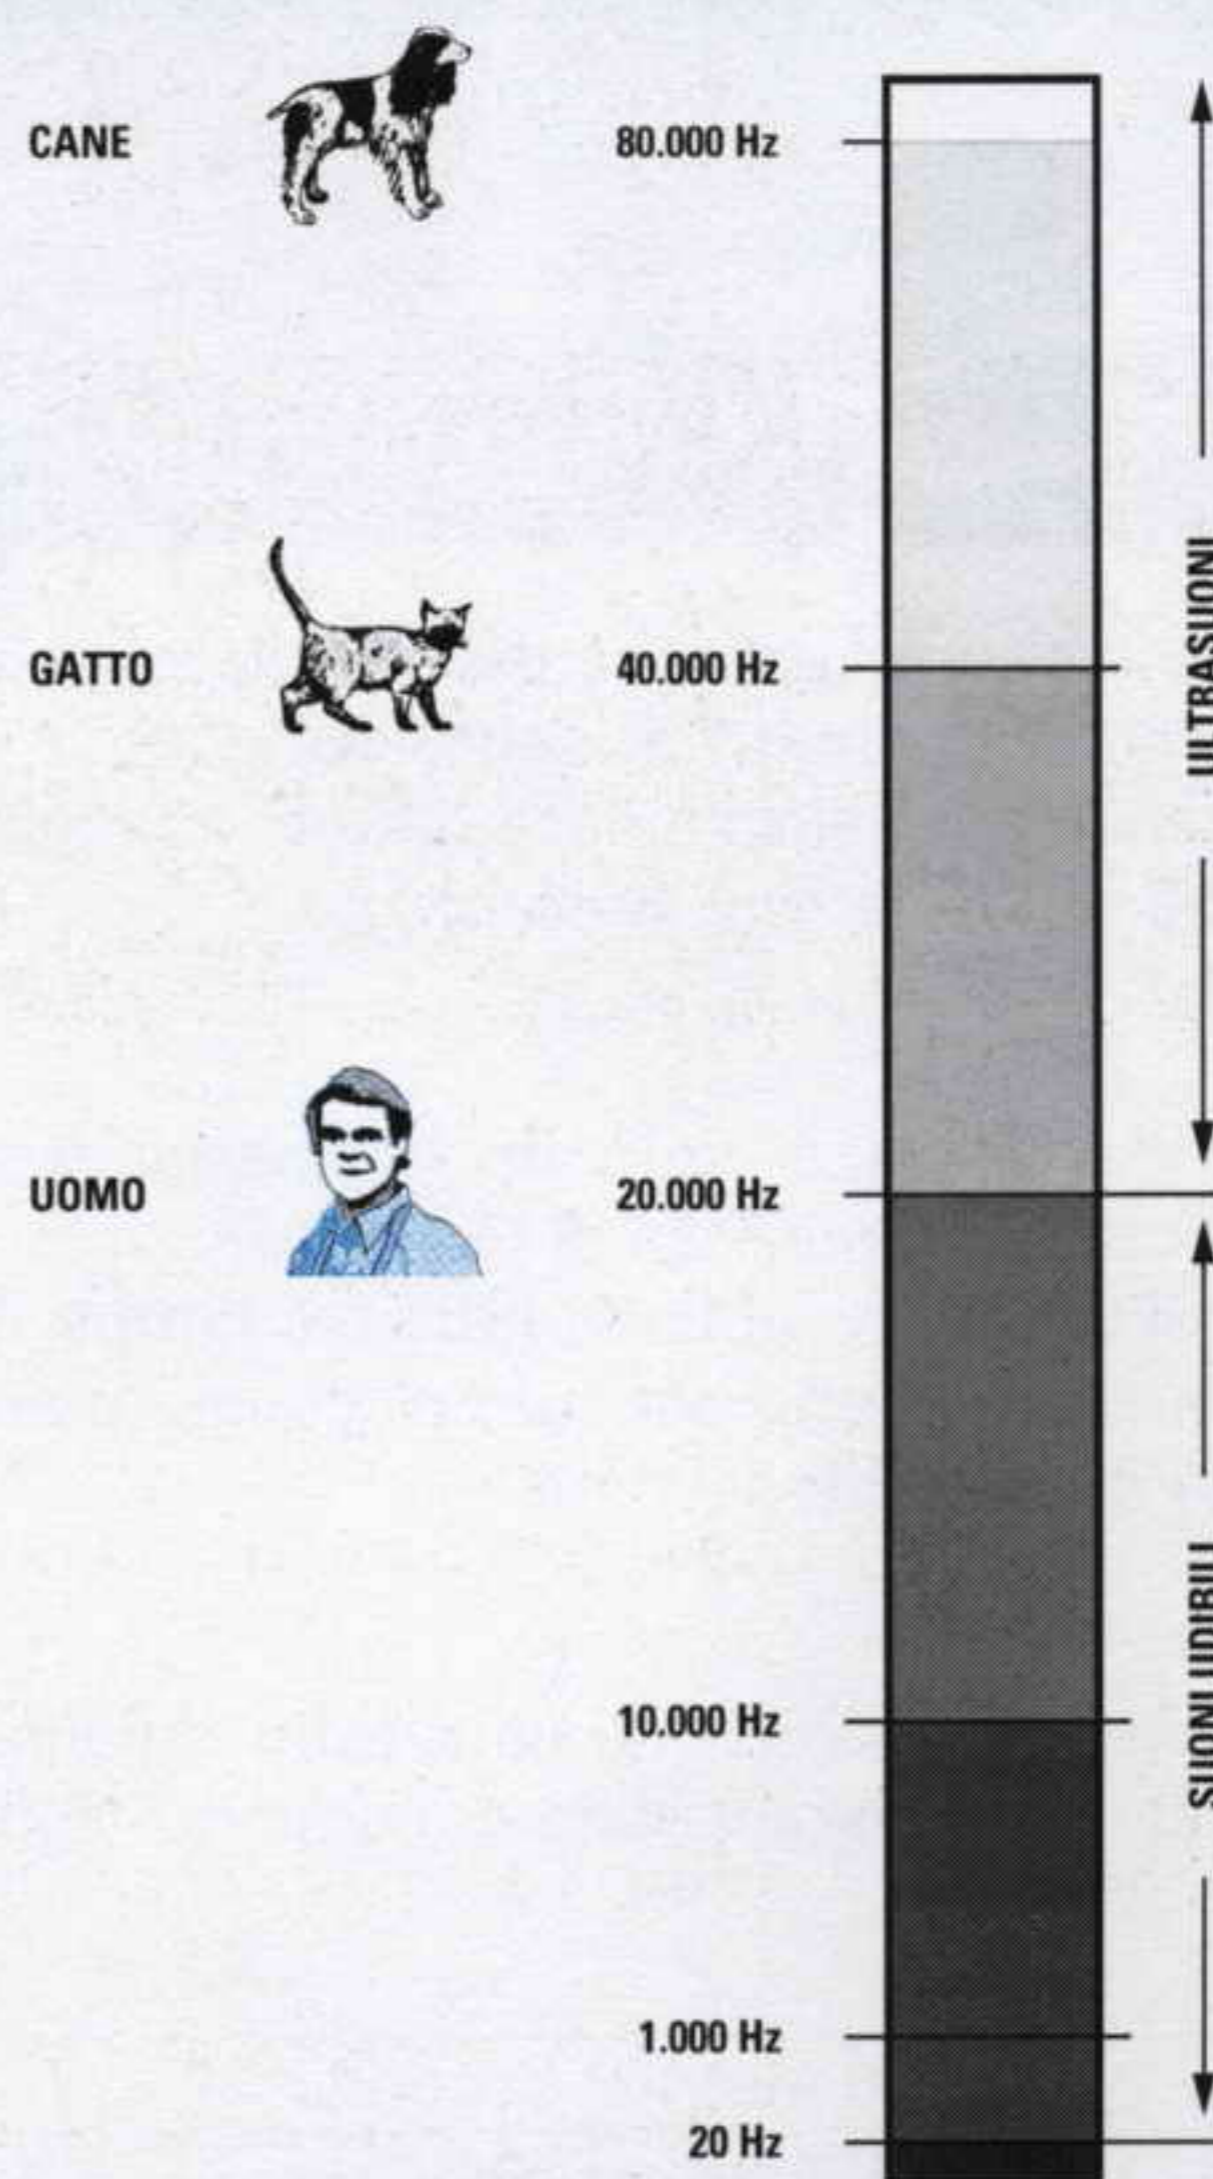 CANE 80.000 Hz
GATTO 40.000 Hz
ULTRASUONI
UOMO 20.000 Hz
10.000 Hz
SUONI UDIBILI
1.000 Hz
20 Hz